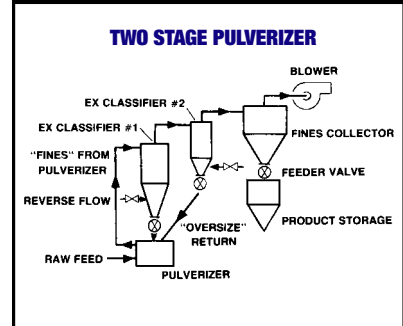 TWO STAGE PULVERIZER
BLOWER
EX CLASSIFIER #2
EX CLASSIFIER #1
FINES COLLECTOR
"FINES" FROM
PULVERIZER
FEEDER VALVE
REVERSE FLOW
"OVERSIZE"
RETURN
PRODUCT STORAGE
RAW FEED
PULVERIZER